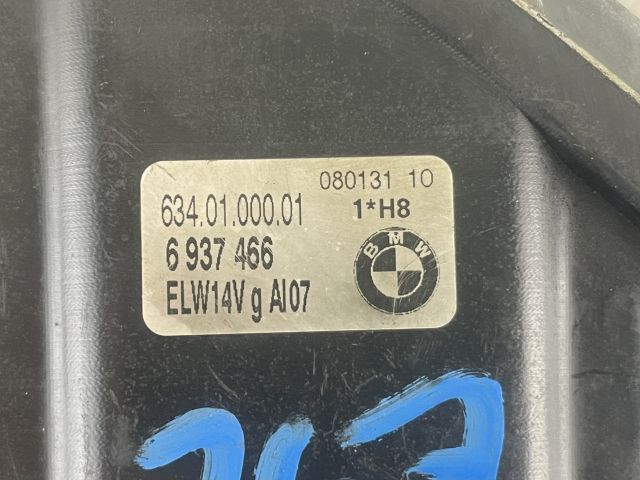 080131 10
634.01.000.01 1*H8
6 937 466
BMW
ELW14V g AI07